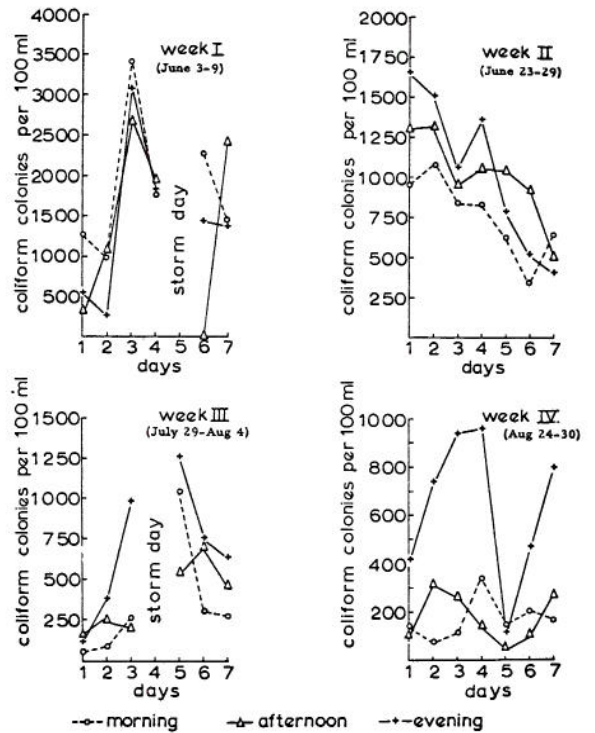 week I
(June 3-9)
coliform colonies per 100 ml
4000
3500
3000
2500
2000
1500
1000
500
storm day
1 2 3 4 5 6 7
days
week II
(June 23-29)
coliform colonies per 100 ml
2000
1750
1500
1250
1000
750
500
250
1 2 3 4 5 6 7
days
week III
(July 29-Aug 4)
coliform colonies per 100 ml
1500
1250
1000
750
500
250
storm day
1 2 3 4 5 6 7
days
week IV.
(Aug 24-30)
coliform colonies per 100 ml
1000
800
600
400
200
1 2 3 4 5 6 7
days
morning afternoon evening